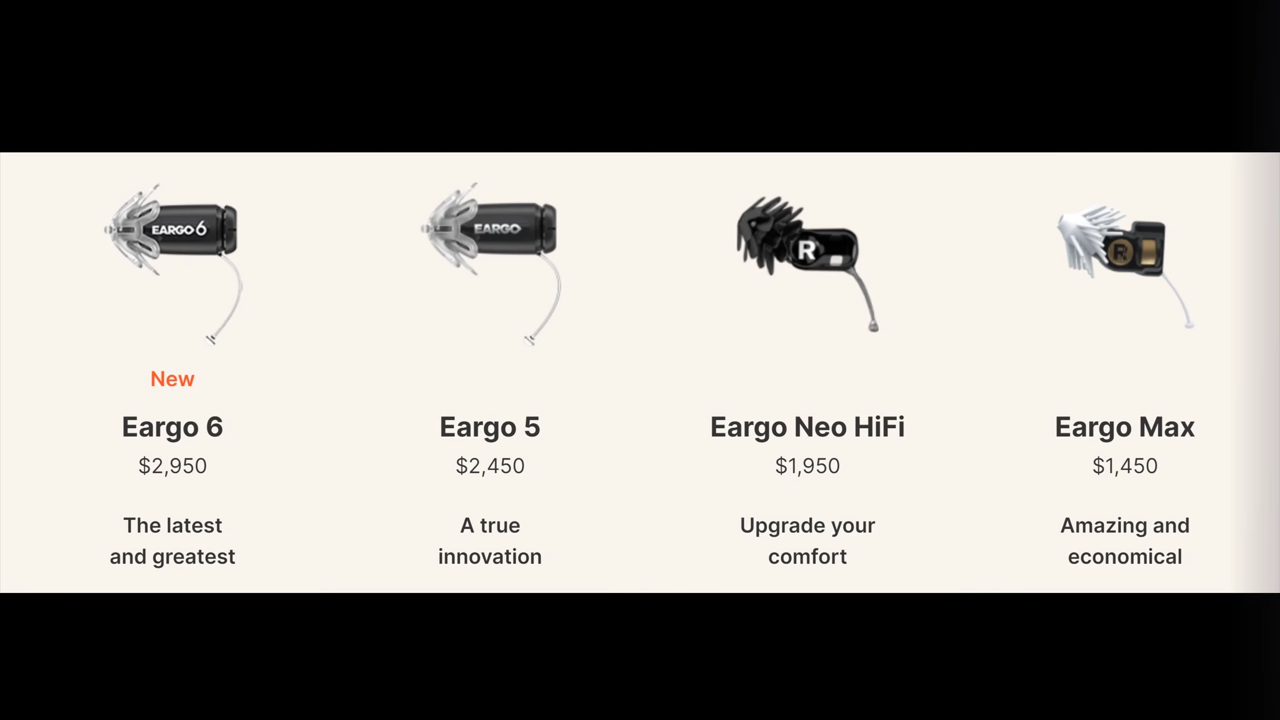 EARGO 6
EARGO
R
R
New
Eargo 6
Eargo 5
Eargo Neo HiFi
Eargo Max
$2,950
$2,450
$1,950
$1,450
The latest
and greatest
A true
innovation
Upgrade your
comfort
Amazing and
economical